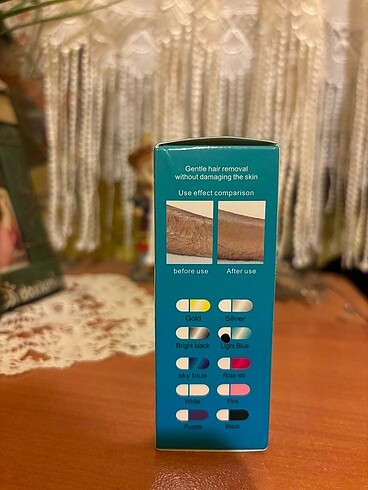 Gentle hair removal
without damaging the skin
Use effect comparison
before use After use
Gold Silver
Bright black Light Blue
sky blue Rose red
White Pink
Purple Black